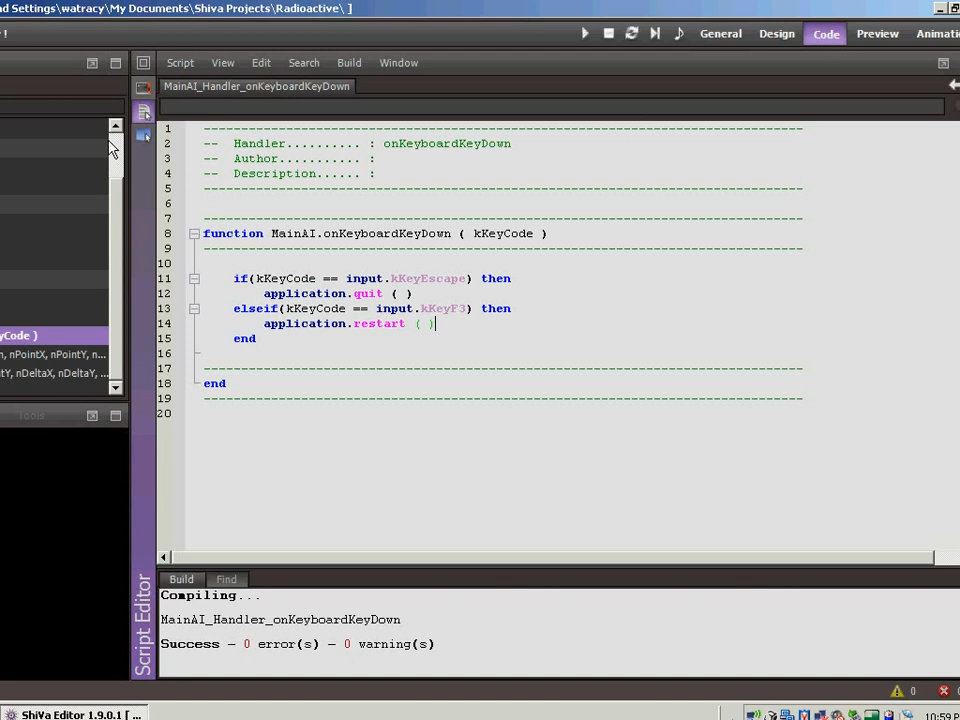 nd Settings\watracy\My Documents\Shiva Projects\Radioactive\ ]
!
General Design Code Preview Animati
Script View Edit Search Build Window
MainAI_Handler_onKeyboardKeyDown
1 --------------------------------------------------------------------------------
2 --  Handler.......... : onKeyboardKeyDown
3 --  Author........... :
4 --  Description...... :
5 --------------------------------------------------------------------------------
6
7 --------------------------------------------------------------------------------
8 function MainAI.onKeyboardKeyDown ( kKeyCode )
9 --------------------------------------------------------------------------------
10
11 if(kKeyCode == input.kKeyEscape) then
12 application.quit ( )
13 elseif(kKeyCode == input.kKeyF3) then
14 application.restart ( )
15 end
16
17 --------------------------------------------------------------------------------
18 end
19 --------------------------------------------------------------------------------
20
yCode )
n, nPointX, nPointY, n...
tY, nDeltaX, nDeltaY, ...
Tools
Script Editor
Build Find
Compiling...
MainAI_Handler_onKeyboardKeyDown
Success - 0 error(s) - 0 warning(s)
0 0
ShiVa Editor 1.9.0.1 [ ...
10:59 P